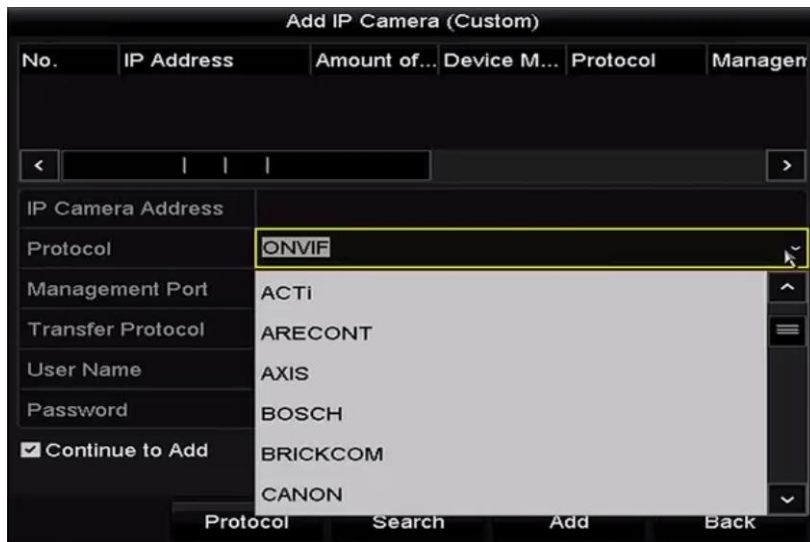 Add IP Camera (Custom)
No. IP Address Amount of... Device M... Protocol Managem
IP Camera Address
Protocol ONVIF
Management Port ACTi
Transfer Protocol ARECONT
User Name AXIS
Password BOSCH
Continue to Add BRICKCOM
CANON
Protocol Search Add Back